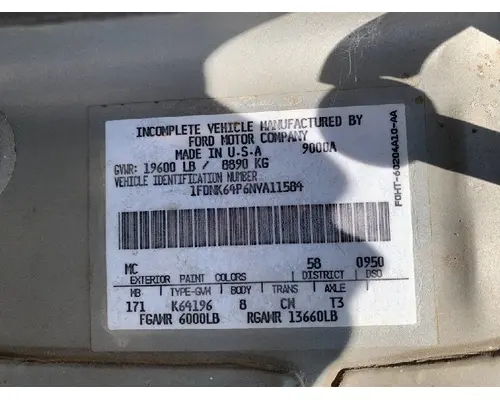 INCOMPLETE VEHICLE MANUFACTURED BY
FORD MOTOR COMPANY
MADE IN U.S.A 9000A
GVWR: 19600 LB / 8890 KG
VEHICLE IDENTIFICATION NUMBER
1FDNK64P6NVA11584
MC 58 0950
EXTERIOR PAINT COLORS DISTRICT DSO
WB TYPE-GVW BODY TRANS AXLE
171 K64196 8 CN T3
FGAWR 6000LB RGAWR 13660LB
FOHT-60204A10-AA